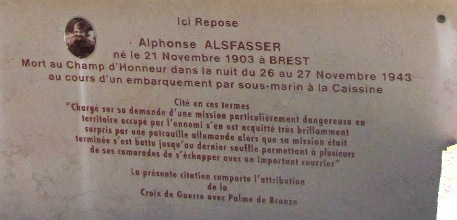 Ici Repose
Alphonse ALSFASSER
né le 21 Novembre 1903 à BREST
Mort au Champ d'Honneur dans la nuit du 26 au 27 Novembre 1943
au cours d'un embarquement par sous-marin à la Caissine
Cité en ces termes
"Chargé sur sa demande d'une mission particulièrement dangereuse en
territoire occupé par l'ennemi s'en est acquitté très brillamment
surpris par une patrouille allemande alors que sa mission était
terminée s'est battu jusqu'au dernier souffle permettant à plusieurs
de ses camarades de s'échapper avec un important courrier"
La présente citation comporte l'attribution
de la
Croix de Guerre avec Palme de Bronze